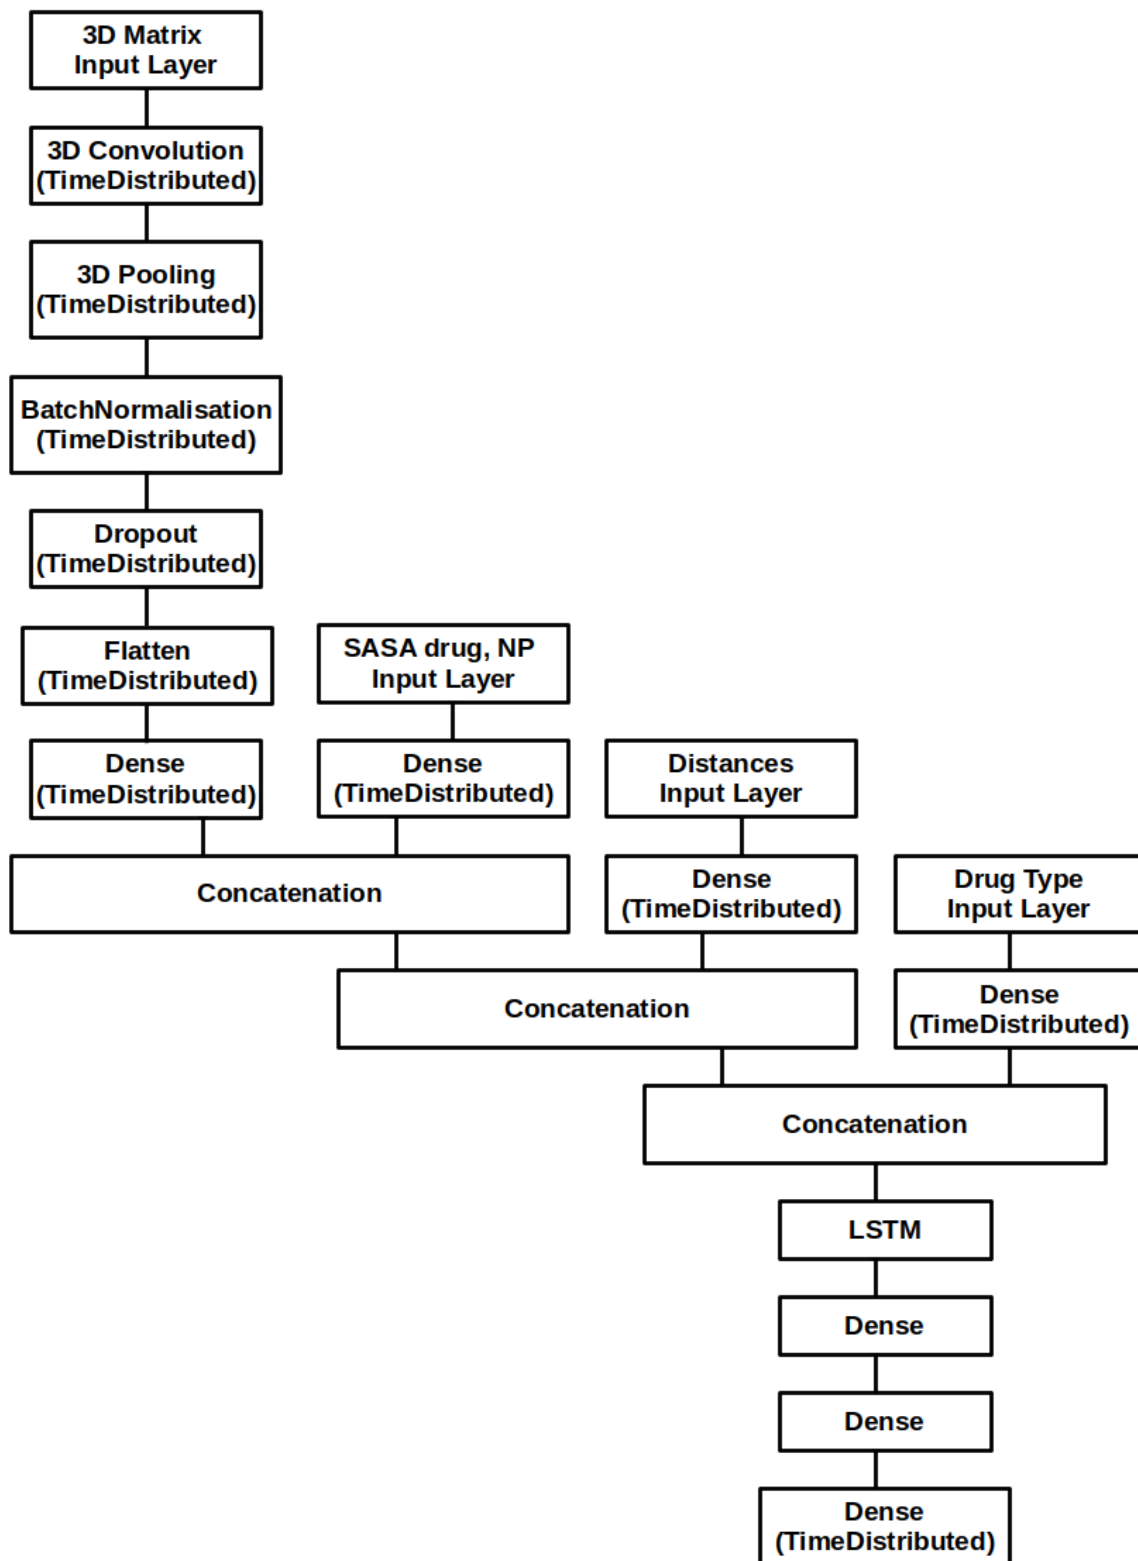 3D Matrix
Input Layer
3D Convolution
(TimeDistributed)
3D Pooling
(TimeDistributed)
BatchNormalisation
(TimeDistributed)
Dropout
(TimeDistributed)
Flatten
(TimeDistributed)
SASA drug, NP
Input Layer
Dense
(TimeDistributed)
Dense
(TimeDistributed)
Distances
Input Layer
Concatenation
Dense
(TimeDistributed)
Drug Type
Input Layer
Concatenation
Dense
(TimeDistributed)
Concatenation
LSTM
Dense
Dense
Dense
(TimeDistributed)